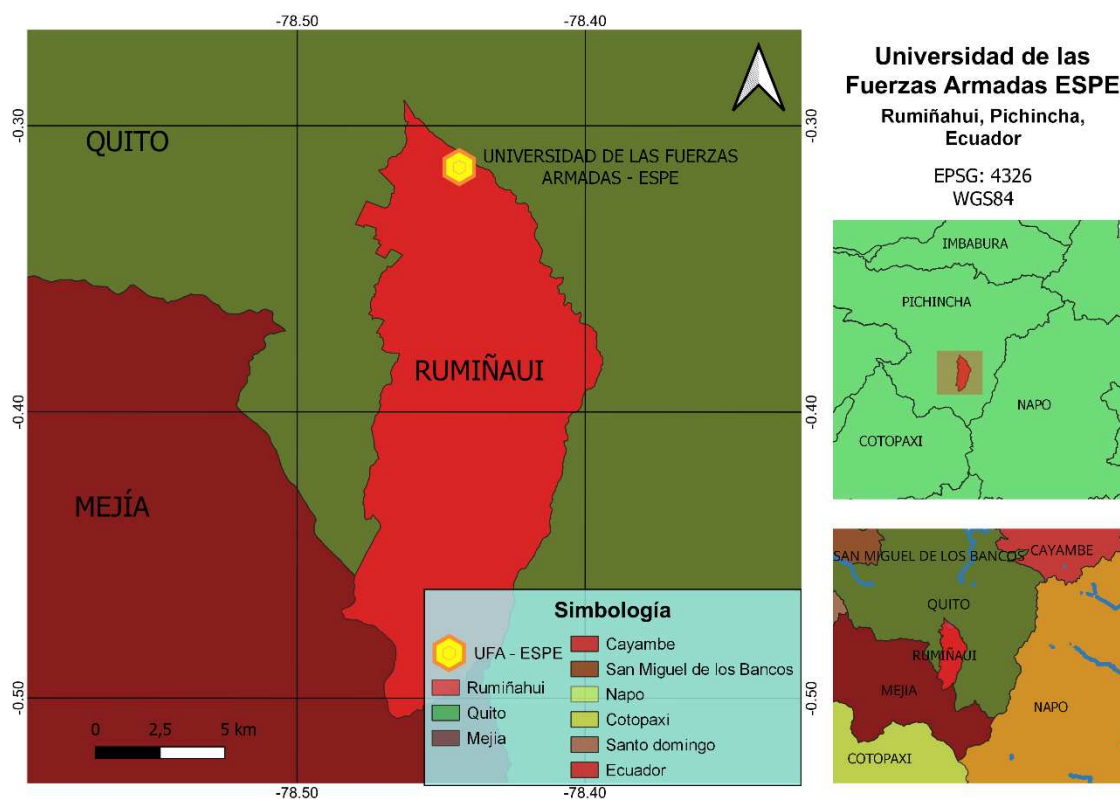 -78.50
-78.40
-0.30
-0.30
QUITO
UNIVERSIDAD DE LAS FUERZAS
ARMADAS - ESPE
RUMIÑAUI
-0.40
-0.40
MEJÍA
-0.50
-0.50
0 2,5 5 km
-78.50
-78.40
Simbología
UFA - ESPE
Rumiñahui
Quito
Mejia
Cayambe
San Miguel de los Bancos
Napo
Cotopaxi
Santo domingo
Ecuador
Universidad de las
Fuerzas Armadas ESPE
Rumiñahui, Pichincha,
Ecuador
EPSG: 4326
WGS84
IMBABURA
PICHINCHA
NAPO
COTOPAXI
SAN MIGUEL DE LOS BANCOS
CAYAMBE
QUITO
RUMIÑAUI
MEJIA
NAPO
COTOPAXI